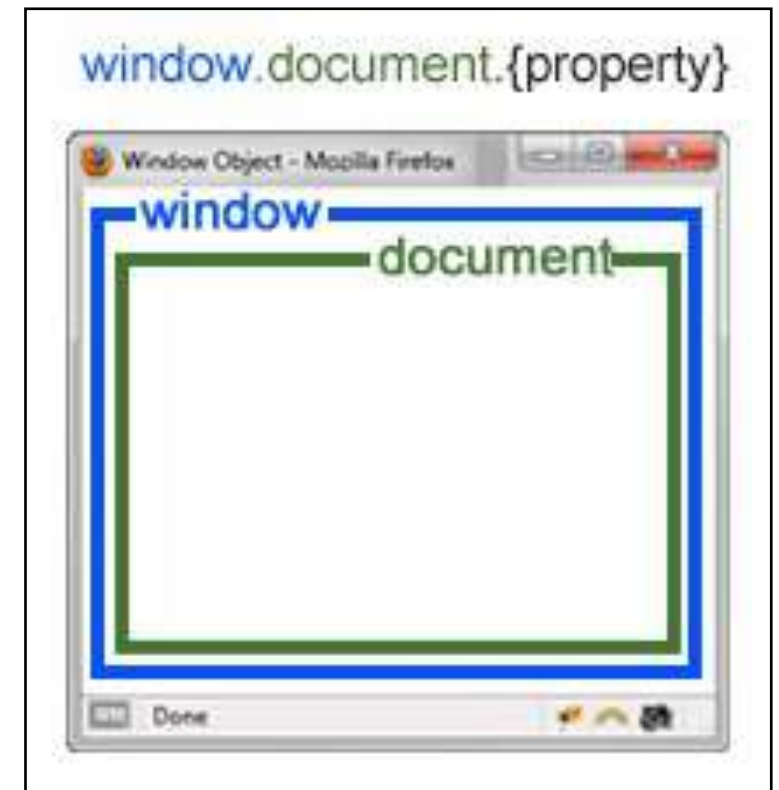 window.document.{property}
Window Object - Mozilla Firefox
window
document
Done